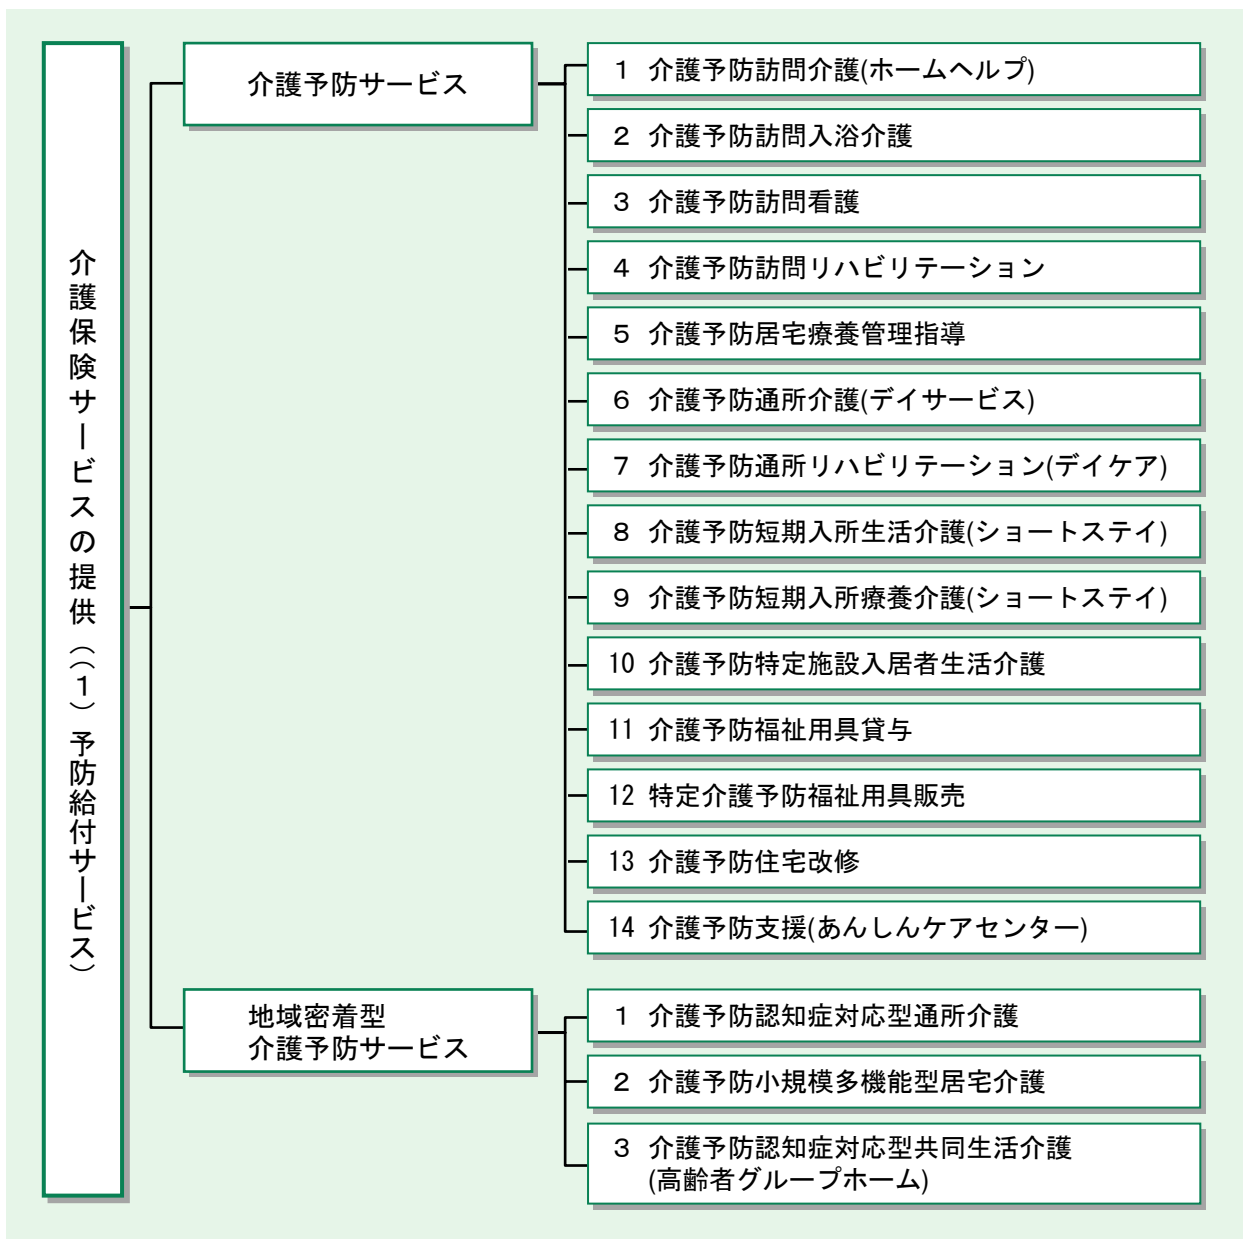 介護保険サービスの提供（（１）予防給付サービス）
介護予防サービス
１ 介護予防訪問介護(ホームヘルプ)
２ 介護予防訪問入浴介護
３ 介護予防訪問看護
４ 介護予防訪問リハビリテーション
５ 介護予防居宅療養管理指導
６ 介護予防通所介護(デイサービス)
７ 介護予防通所リハビリテーション(デイケア)
８ 介護予防短期入所生活介護(ショートステイ)
９ 介護予防短期入所療養介護(ショートステイ)
10 介護予防特定施設入居者生活介護
11 介護予防福祉用具貸与
12 特定介護予防福祉用具販売
13 介護予防住宅改修
14 介護予防支援(あんしんケアセンター)
地域密着型
介護予防サービス
１ 介護予防認知症対応型通所介護
２ 介護予防小規模多機能型居宅介護
３ 介護予防認知症対応型共同生活介護
(高齢者グループホーム)